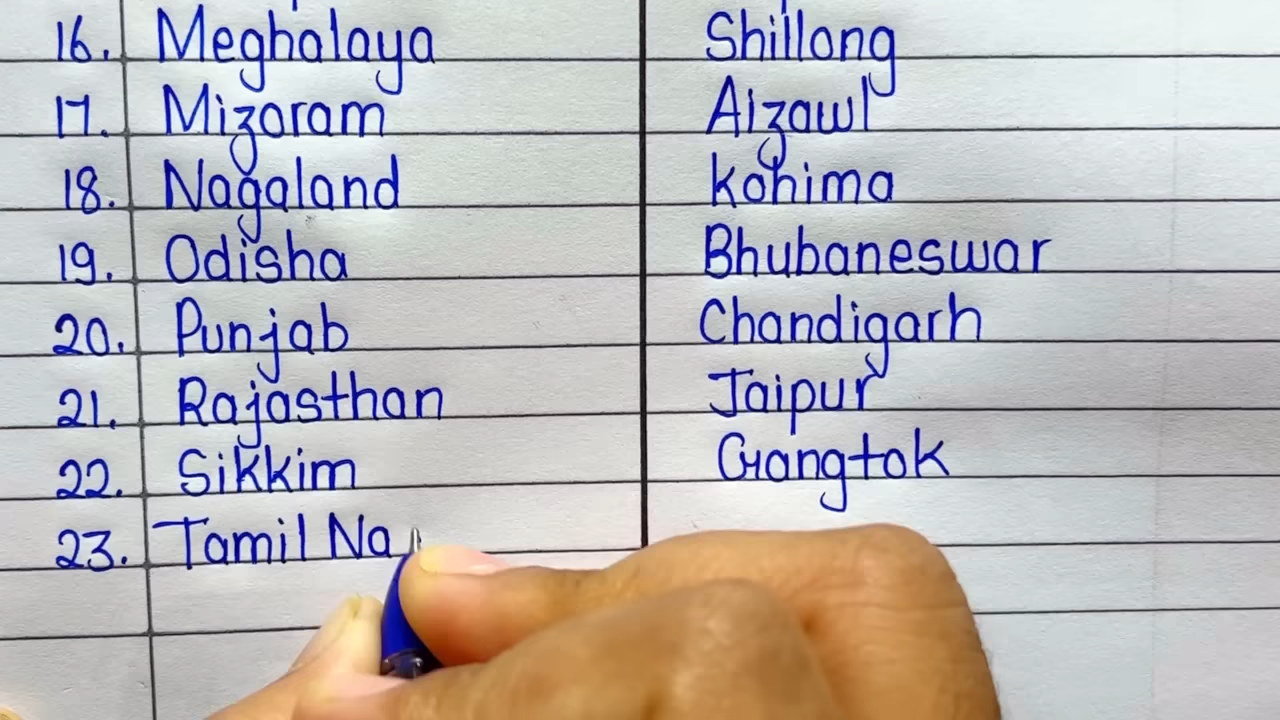 16. Meghalaya Shillong
17. Mizoram Aizawl
18. Nagaland Kohima
19. Odisha Bhubaneswar
20. Punjab Chandigarh
21. Rajasthan Jaipur
22. Sikkim Gangtok
23. Tamil Na